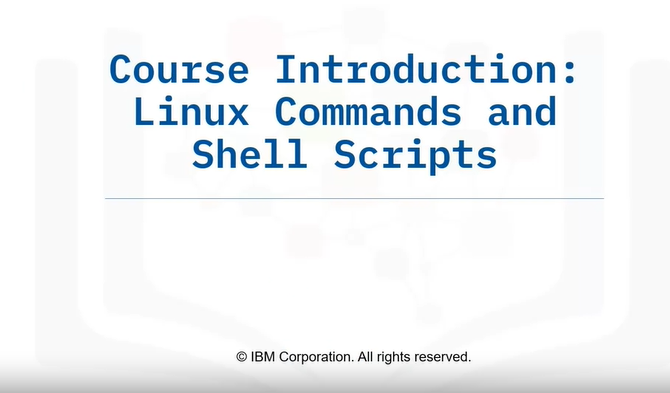 Course Introduction:
Linux Commands and
Shell Scripts
© IBM Corporation. All rights reserved.